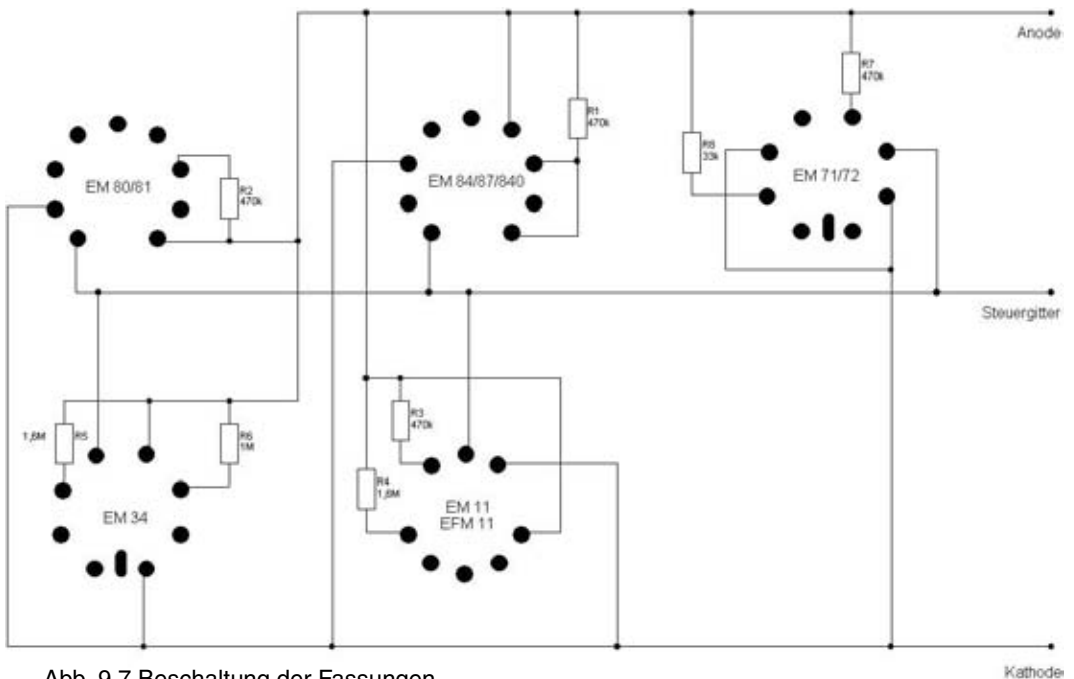 Anode
R7
470k
R1
470k
R8
33k
EM 80/81
R2
470k
EM 84/87/840
EM 71/72
Steuergitter
1,6M
R5
R6
1M
R3
470k
R4
1,6M
EM 34
EM 11
EFM 11
Kathode
Abb. 9.7 Beschaltung der Fassungen